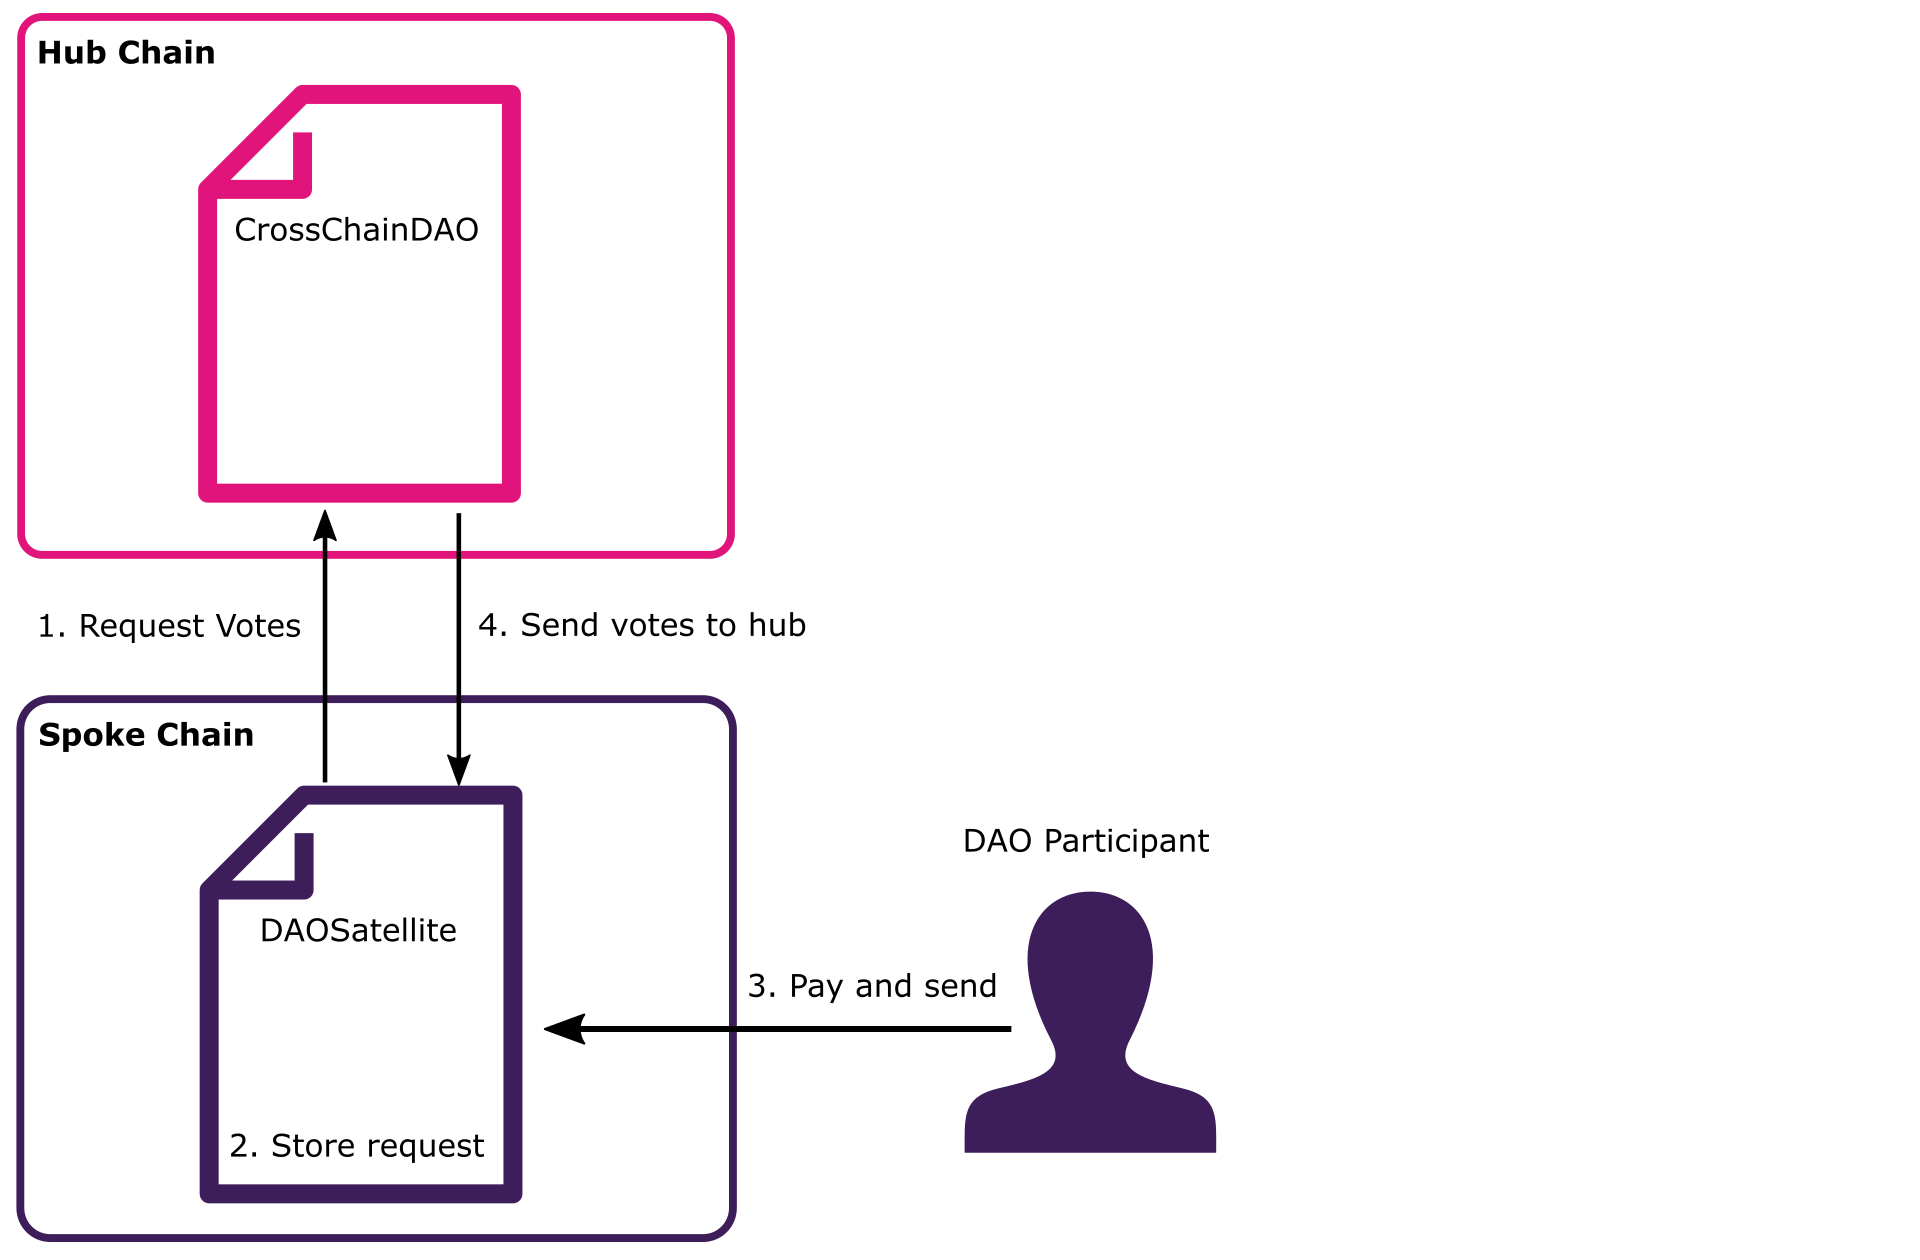 Hub Chain
CrossChainDAO
1. Request Votes
4. Send votes to hub
Spoke Chain
DAO Participant
DAOSatellite
3. Pay and send
2. Store request